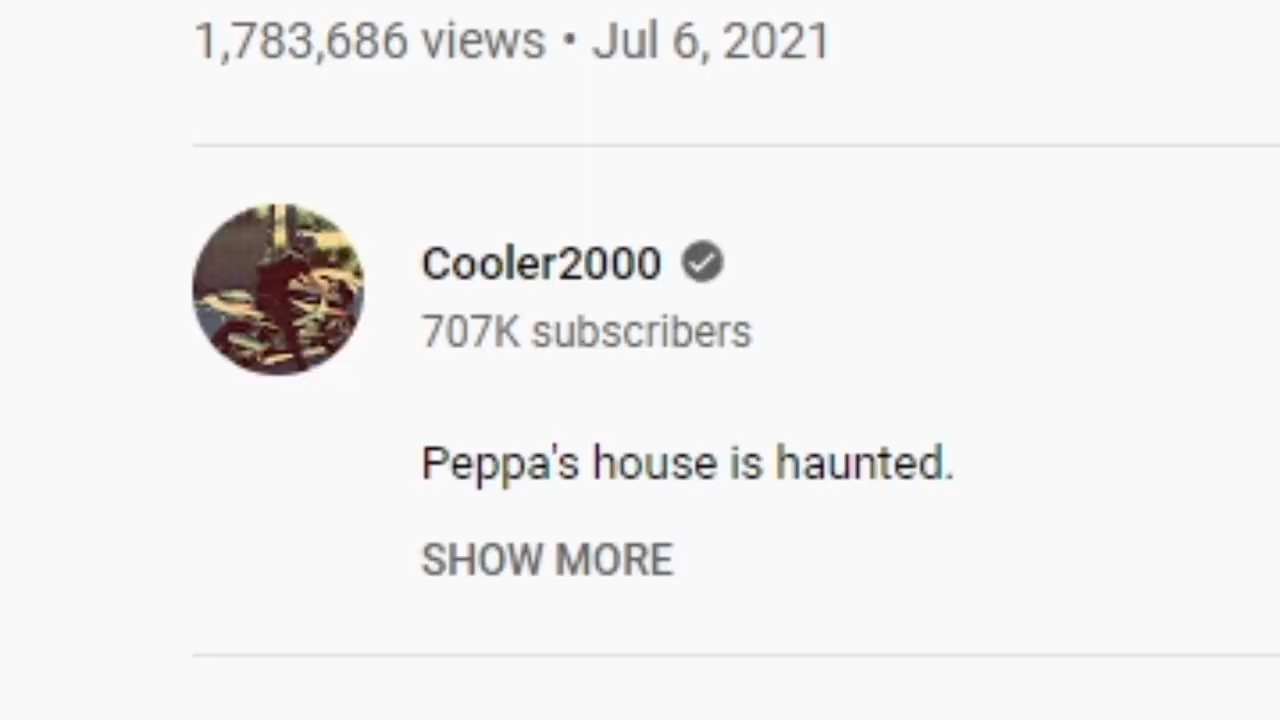 1,783,686 views • Jul 6, 2021
Cooler2000
707K subscribers
Peppa's house is haunted.
SHOW MORE